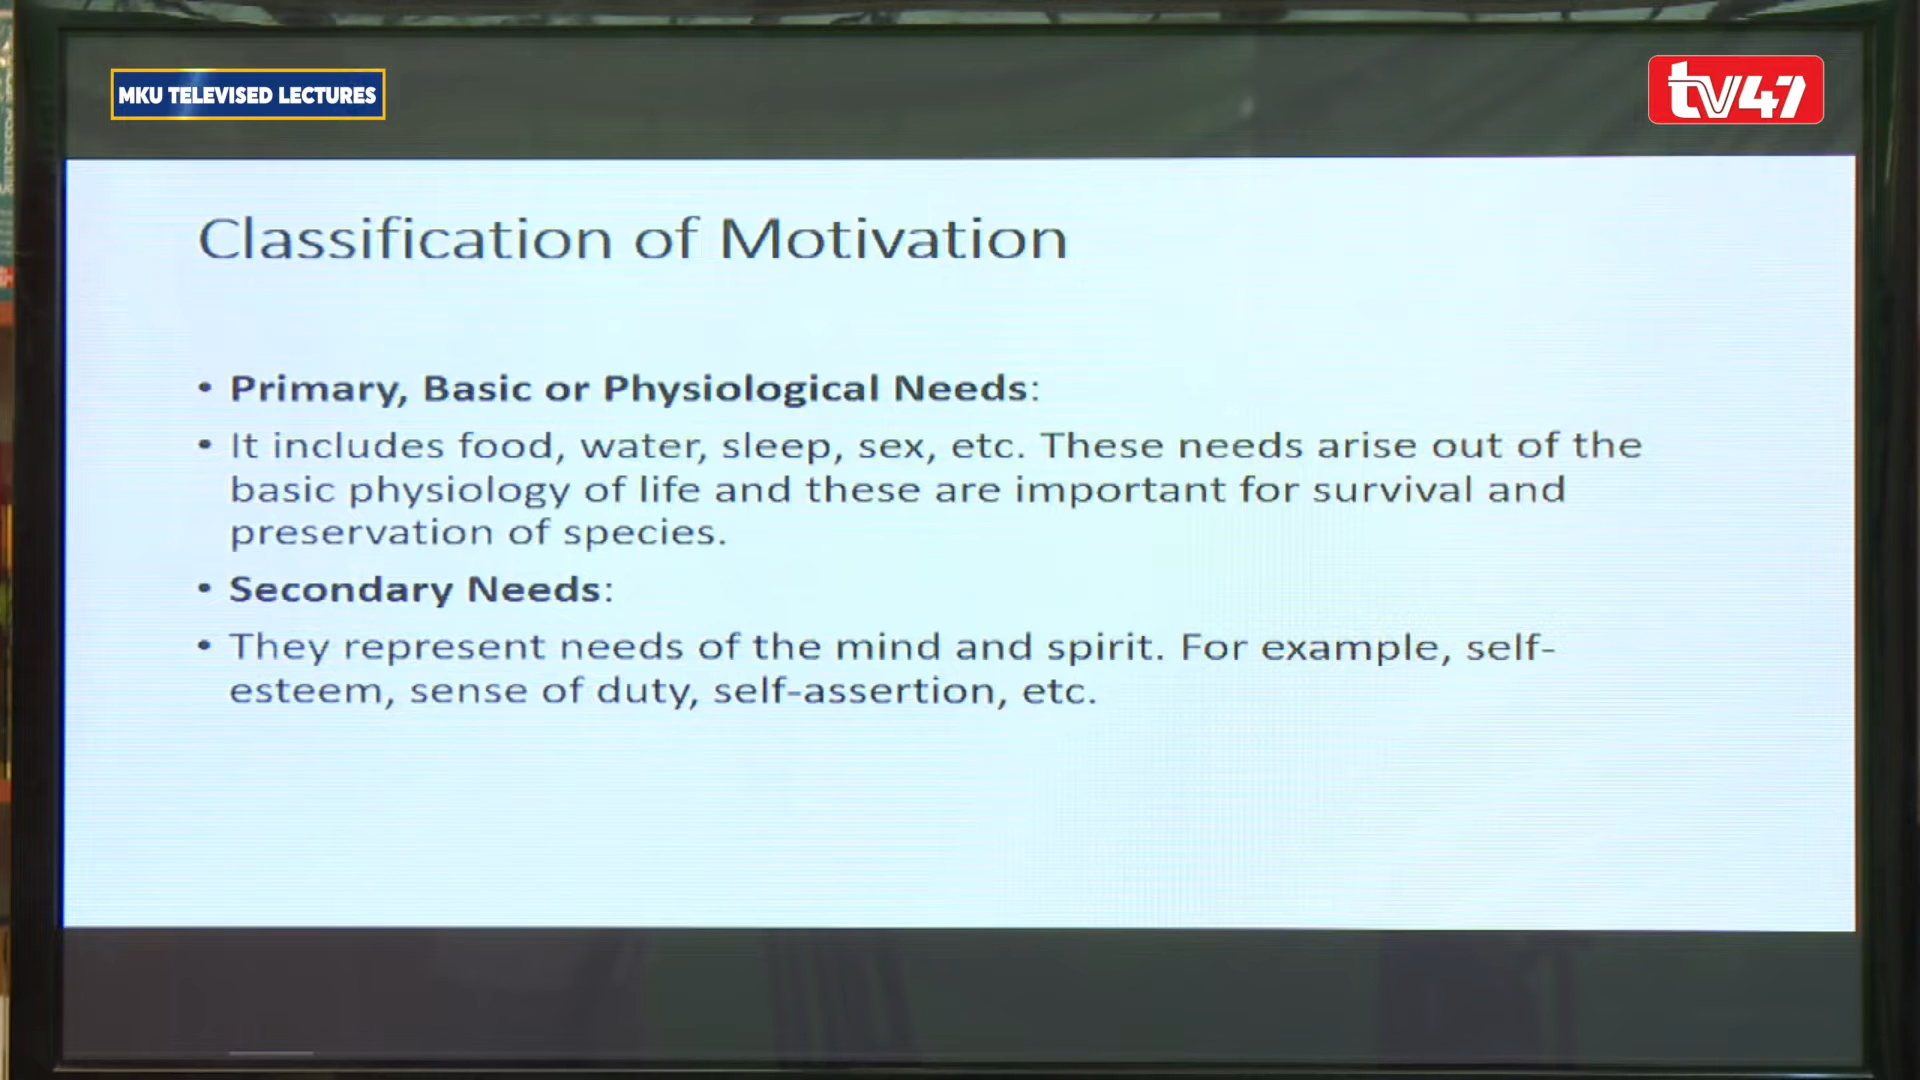 MKU TELEVISED LECTURES
tv47
Classification of Motivation
• Primary, Basic or Physiological Needs:
• It includes food, water, sleep, sex, etc. These needs arise out of the
basic physiology of life and these are important for survival and
preservation of species.
• Secondary Needs:
• They represent needs of the mind and spirit. For example, self-
esteem, sense of duty, self-assertion, etc.